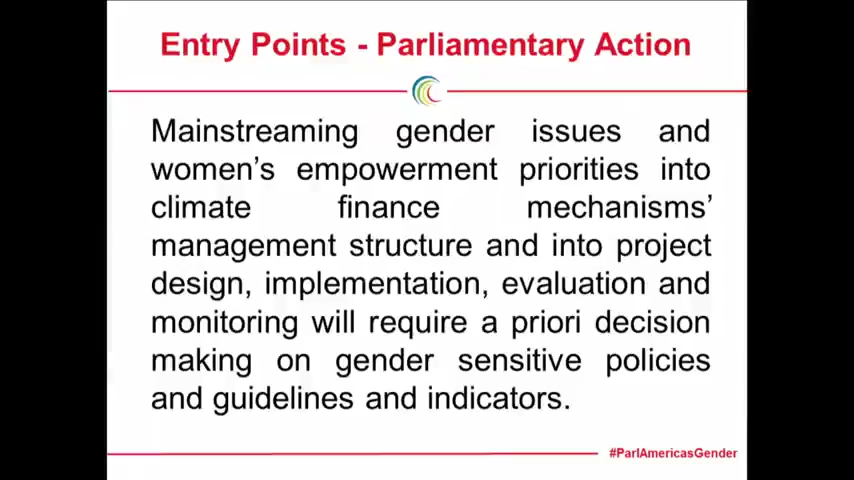 Entry Points - Parliamentary Action
Mainstreaming gender issues and
women's empowerment priorities into
climate finance mechanisms'
management structure and into project
design, implementation, evaluation and
monitoring will require a priori decision
making on gender sensitive policies
and guidelines and indicators.
#ParlAmericasGender